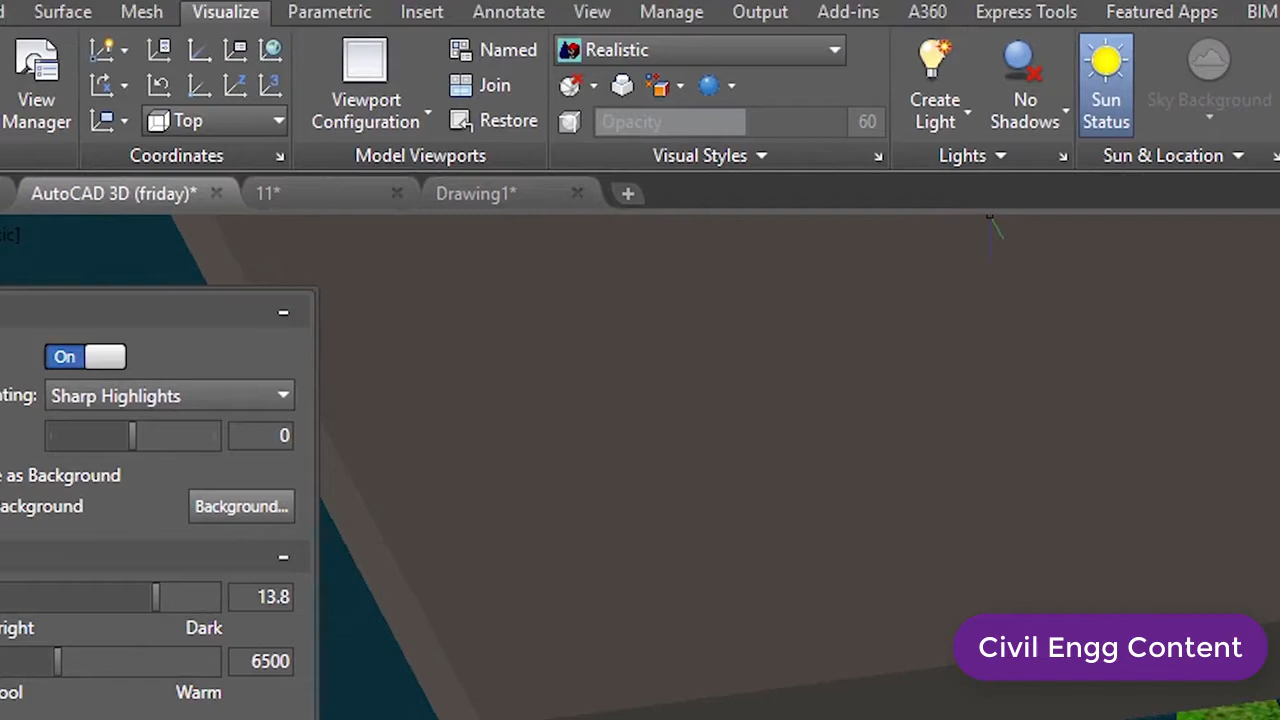 Surface Mesh Visualize Parametric Insert Annotate View Manage Output Add-ins A360 Express Tools Featured Apps BIM
View
Manager
Top
Coordinates
Viewport
Configuration
Named
Join
Restore
Model Viewports
Realistic
Opacity 60
Visual Styles
Create
Light
No
Shadows
Lights
Sun
Status
Sky Background
Sun & Location
AutoCAD 3D (friday)* 11* Drawing1*
ic]
On
ting: Sharp Highlights
0
e as Background
ackground Background...
13.8
right Dark
6500
ool Warm
Civil Engg Content